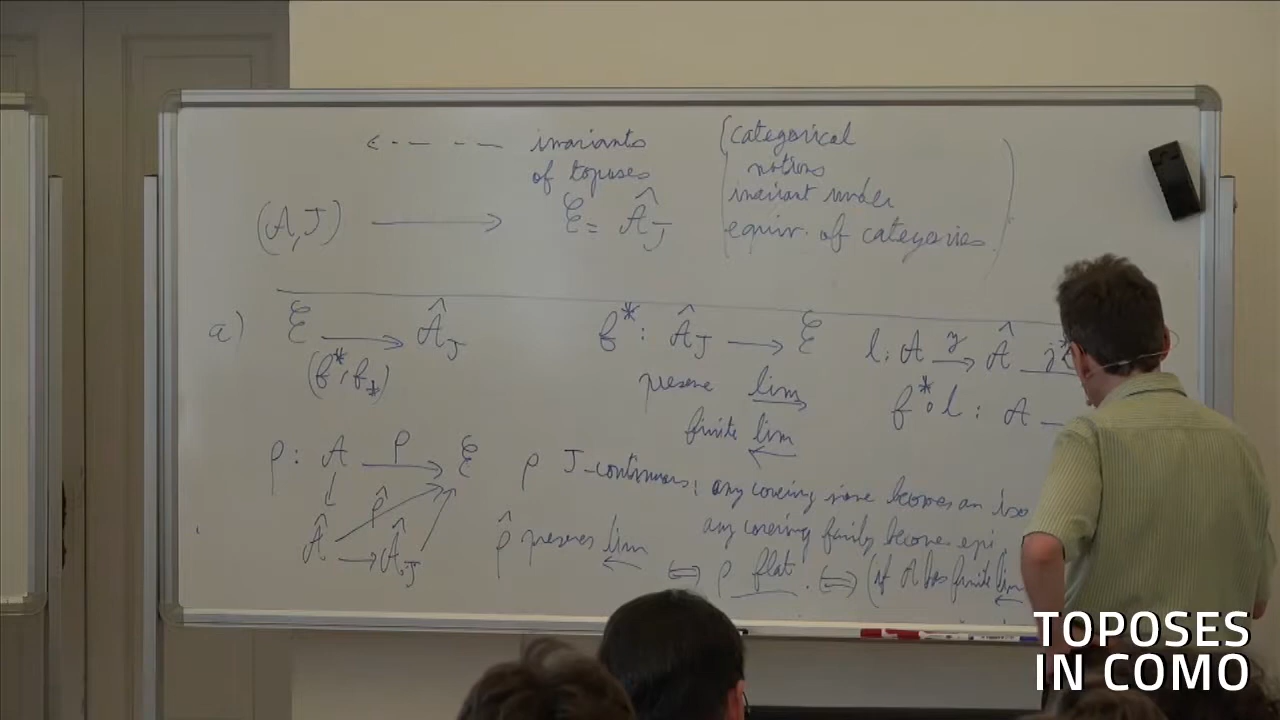 <-- — — invariants
of toposes
(categorical
notions
invariant under
equiv. of categories)
(A, J) ⟶ ℰ = Â_J
a) ℰ ⟶ Â_J
(f*, f_*)
f* : Â_J ⟶ ℰ
preserve lim→
finite lim←
l : A —y→ Â —j*
f* ∘ l : A —
ρ : A —ρ→ ℰ
ρ̂
Â ⟶ Â_J
ρ J-continuous : any covering sieve becomes an iso
any covering family become epi
ρ̂ preserves lim← ⟺ ρ flat. ⟺ (if A has finite lim←
TOPOSES
IN COMO